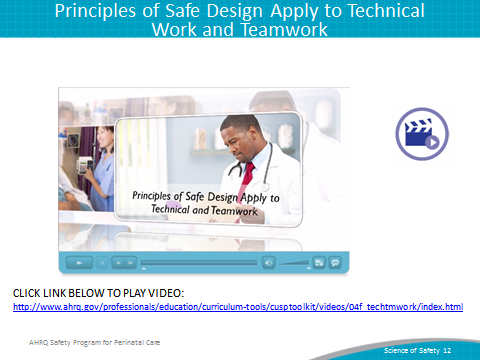 Principles of Safe Design Apply to Technical
Work and Teamwork
Principles of Safe Design Apply to
Technical and Teamwork
CLICK LINK BELOW TO PLAY VIDEO:
http://www.ahrq.gov/professionals/education/curriculum-tools/cusptoolkit/videos/04f_techtmwork/index.html
AHRQ Safety Program for Perinatal Care
Science of Safety 12